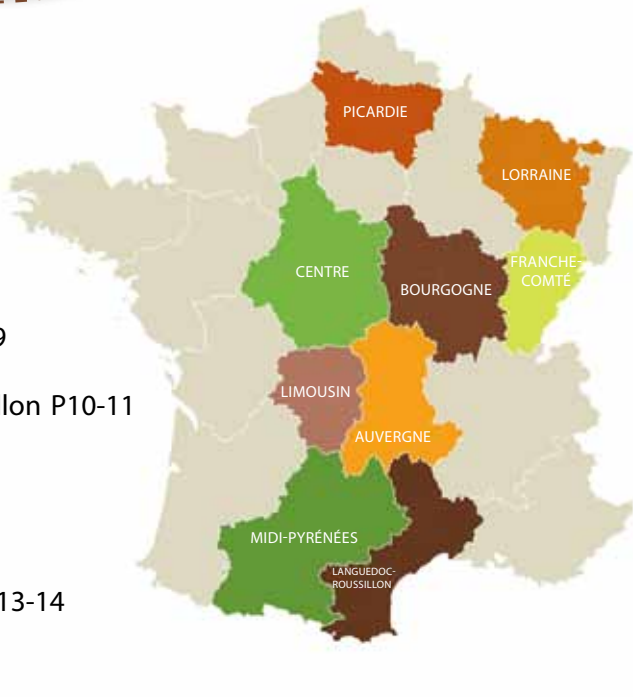 PICARDIE
LORRAINE
CENTRE
FRANCHE-
COMTÉ
BOURGOGNE
9
lon P10-11
LIMOUSIN
AUVERGNE
MIDI-PYRÉNÉES
LANGUEDOC-
ROUSSILLON
13-14